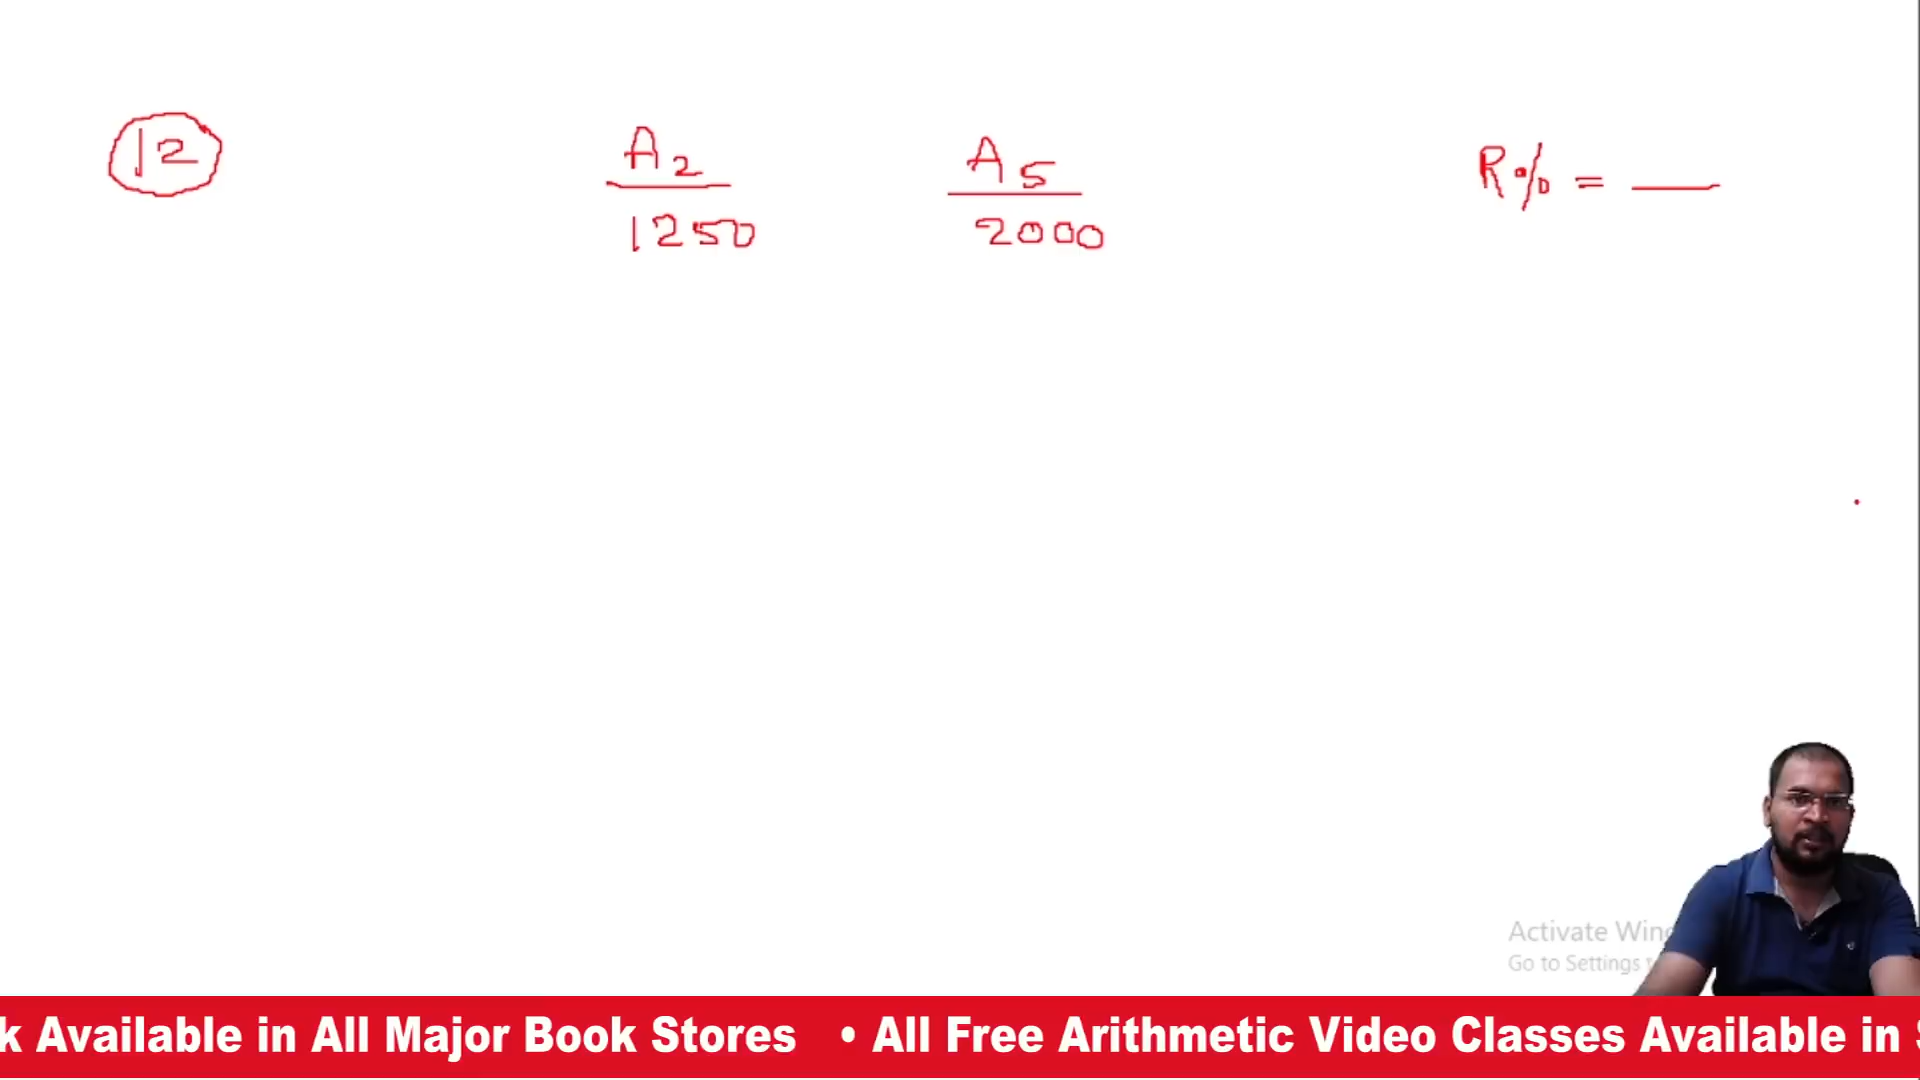 12
A2 A5 R% = __
1250 2000
Activate Win
Go to Settings
k Available in All Major Book Stores • All Free Arithmetic Video Classes Available in